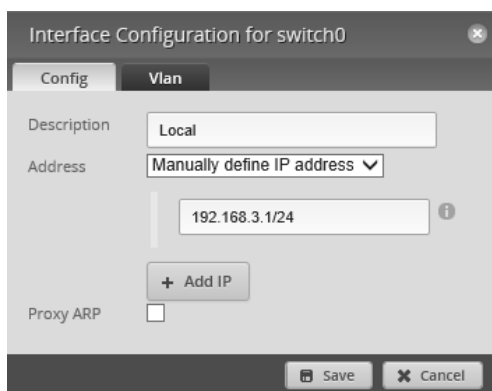 Interface Configuration for switch0
Config
Vlan
Description
Local
Address
Manually define IP address
192.168.3.1/24
+ Add IP
Proxy ARP
Save
Cancel